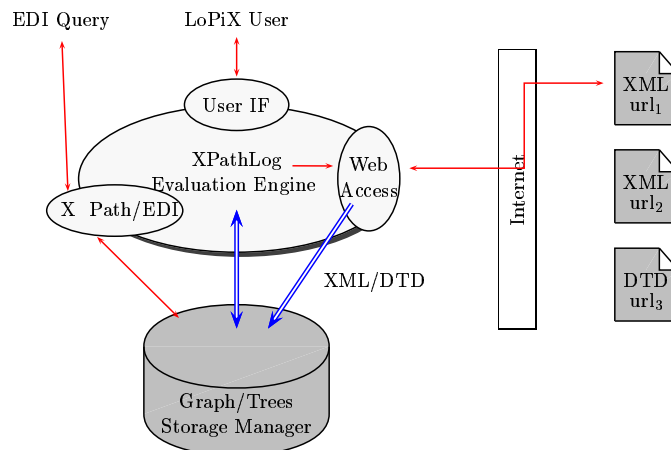 EDI Query
LoPiX User
User IF
XPathLog
Evaluation Engine
Web
Access
X Path/EDI
XML/DTD
Graph/Trees
Storage Manager
Internet
XML
url₁
XML
url₂
DTD
url₃